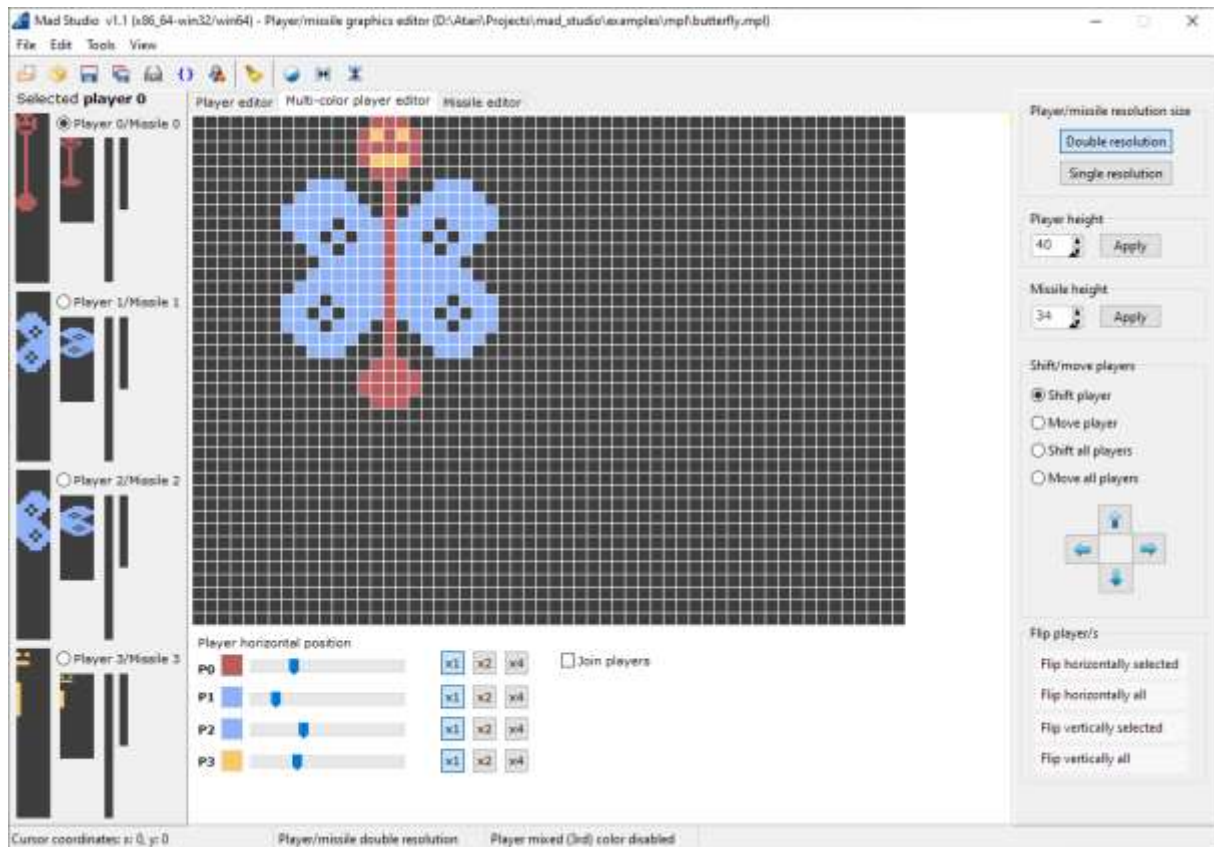 Mad Studio v1.1 (x86_64-win32/win64) - Player/missile graphics editor (D:\Atari\Projects\mad_studio\examples\mpl\butterfly.mpl)
File Edit Tools View
Selected player 0
Player 0/Missile 0
Player 1/Missile 1
Player 2/Missile 2
Player 3/Missile 3
Player editor Multi-color player editor Missile editor
Player horizontal position
P0 x1 x2 x4 Join players
P1 x1 x2 x4
P2 x1 x2 x4
P3 x1 x2 x4
Player/missile resolution size
Double resolution
Single resolution
Player height
40 Apply
Missile height
34 Apply
Shift/move players
Shift player
Move player
Shift all players
Move all players
Flip player/s
Flip horizontally selected
Flip horizontally all
Flip vertically selected
Flip vertically all
Cursor coordinates: x: 0, y: 0 Player/missile double resolution Player mixed (3rd) color disabled